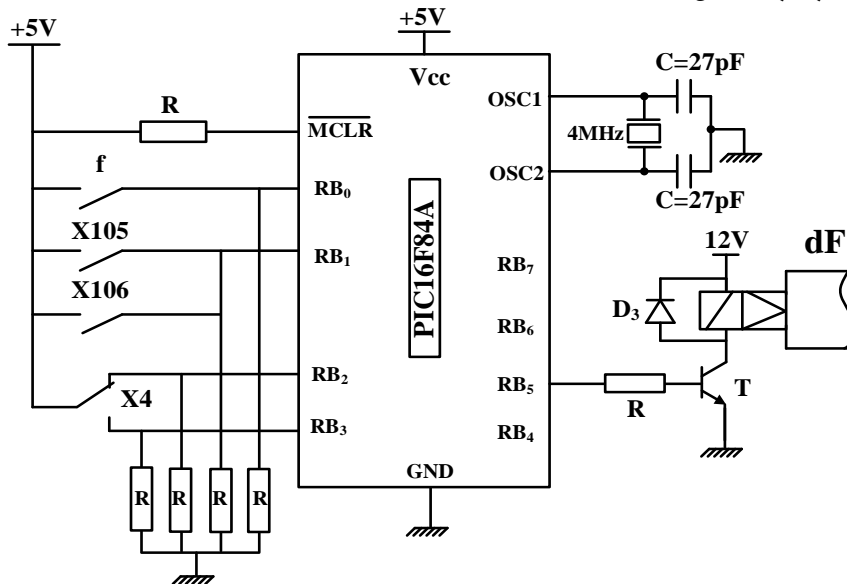 +5V
+5V
Vcc
C=27pF
R
MCLR
OSC1
4MHz
f
RB₀
OSC2
C=27pF
X105
RB₁
12V
dF
X106
PIC16F84A
RB₇
D₃
RB₆
RB₂
RB₅
X4
R
T
RB₃
RB₄
GND
R
R
R
R